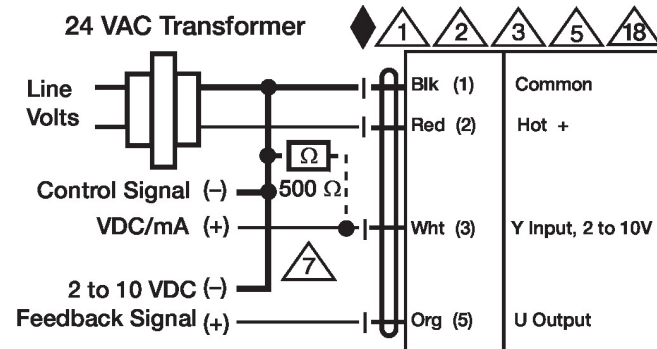 24 VAC Transformer
1 2 3 5 18
Line
Volts
Blk (1) Common
Red (2) Hot +
Ω
500 Ω
Control Signal (–)
VDC/mA (+)
Wht (3) Y Input, 2 to 10V
7
2 to 10 VDC (–)
Feedback Signal (+)
Org (5) U Output